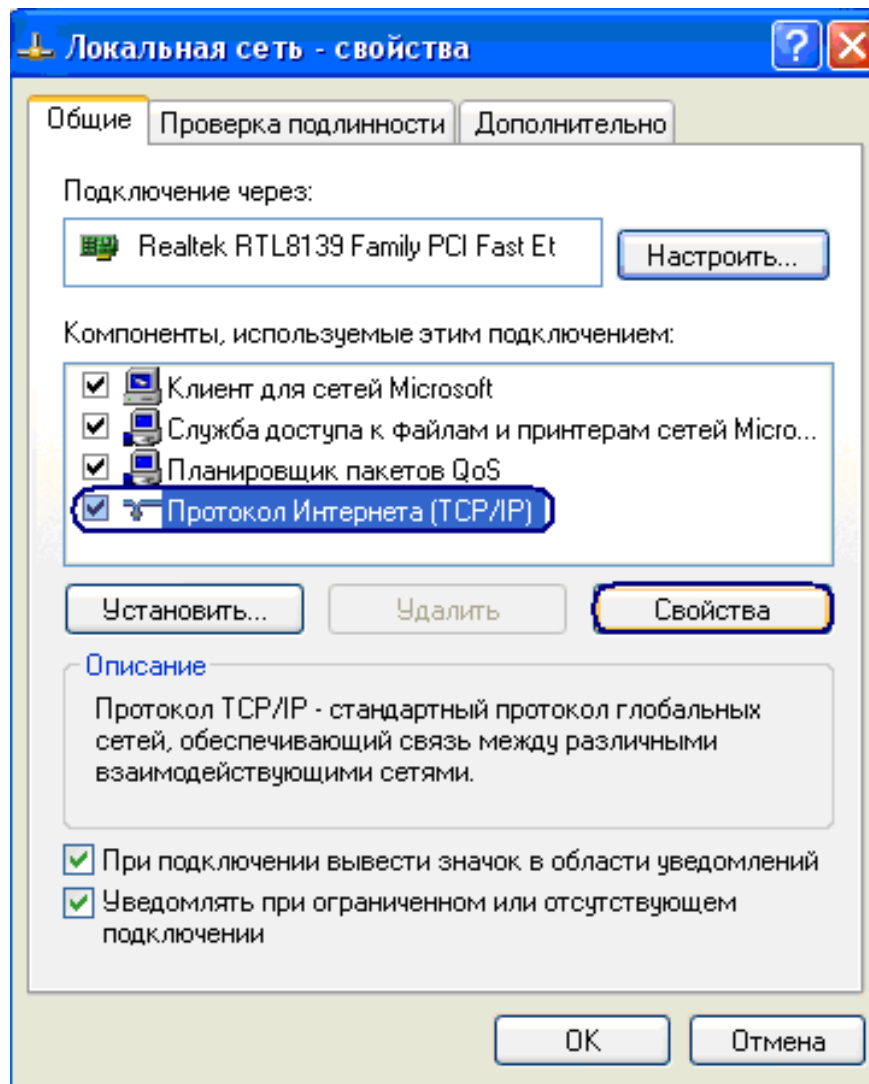 Локальная сеть - свойства
Общие
Проверка подлинности
Дополнительно
Подключение через:
Realtek RTL8139 Family PCI Fast Et
Настроить...
Компоненты, используемые этим подключением:
Клиент для сетей Microsoft
Служба доступа к файлам и принтерам сетей Micro...
Планировщик пакетов QoS
Протокол Интернета (TCP/IP)
Установить...
Удалить
Свойства
Описание
Протокол TCP/IP - стандартный протокол глобальных
сетей, обеспечивающий связь между различными
взаимодействующими сетями.
При подключении вывести значок в области уведомлений
Уведомлять при ограниченном или отсутствующем
подключении
OK
Отмена